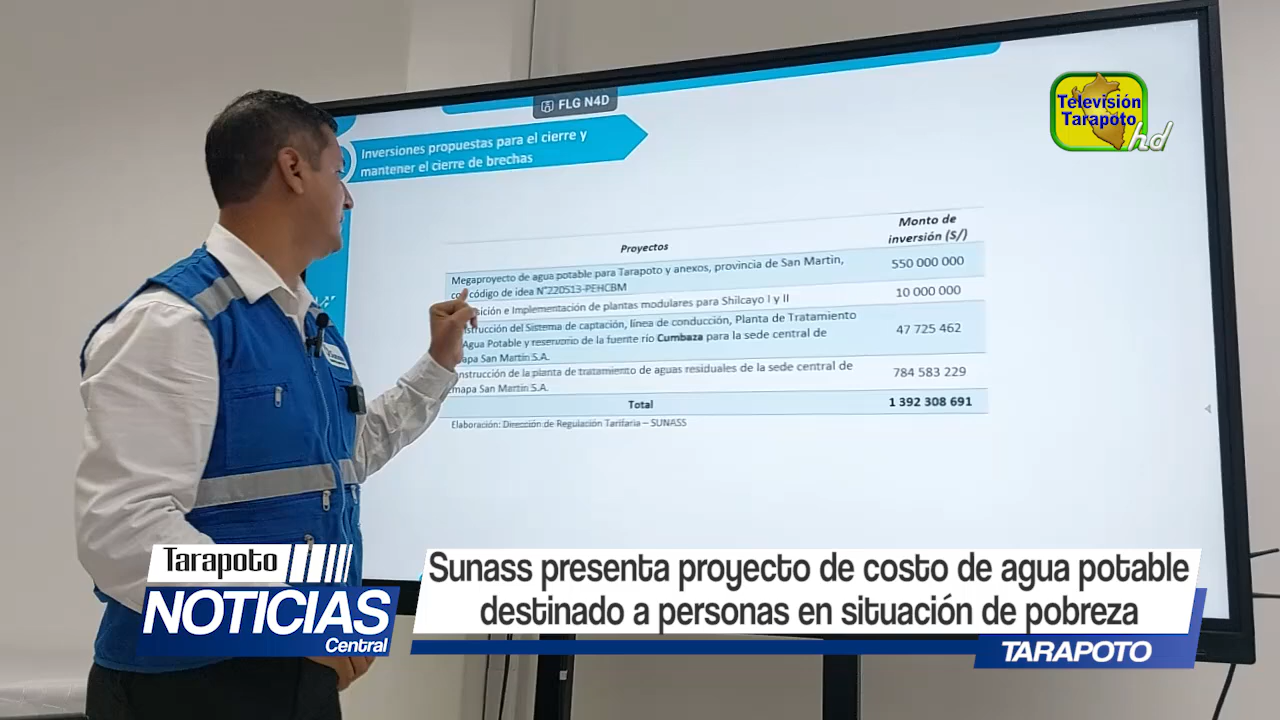 FLG N4D
Inversiones propuestas para el cierre y
mantener el cierre de brechas
Televisión
Tarapoto
hd
Proyectos
Monto de
inversión (S/)
Megaproyecto de agua potable para Tarapoto y anexos, provincia de San Martin,
código de idea N°220513-PEHCBM
550 000 000
sición e Implementación de plantas modulares para Shilcayo I y II
10 000 000
strucción del Sistema de captación, línea de conducción, Planta de Tratamiento
Agua Potable y reservorio de la fuente río Cumbaza para la sede central de
mapa San Martín S.A.
47 725 462
onstrucción de la planta de tratamiento de aguas residuales de la sede central de
mapa San Martín S.A.
784 583 229
Total
1 392 308 691
Elaboración: Dirección de Regulación Tarifaria – SUNASS
Tarapoto
NOTICIAS
Central
Sunass presenta proyecto de costo de agua potable
destinado a personas en situación de pobreza
TARAPOTO